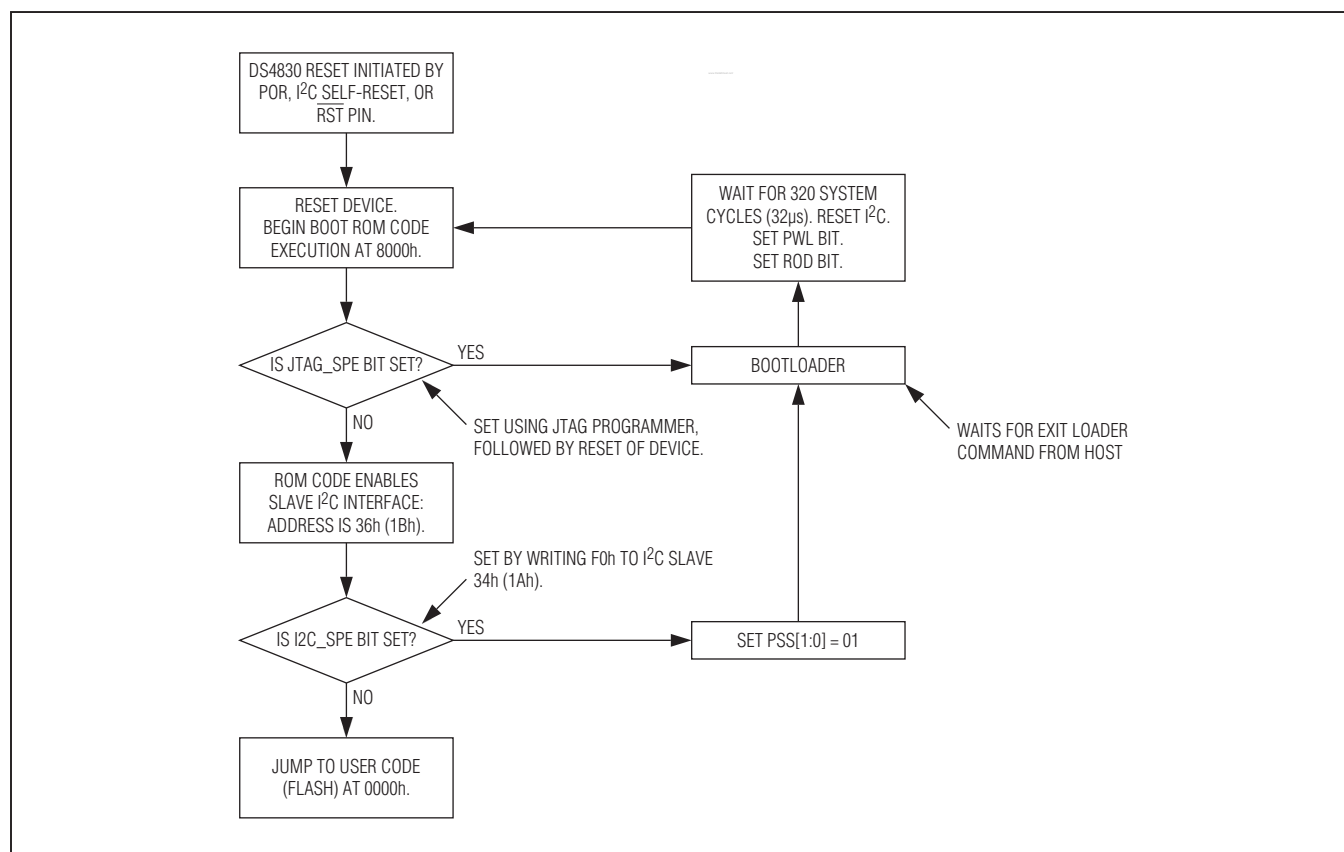 DS4830 RESET INITIATED BY
POR, I²C SELF-RESET, OR
RST PIN.
RESET DEVICE.
BEGIN BOOT ROM CODE
EXECUTION AT 8000h.
WAIT FOR 320 SYSTEM
CYCLES (32µs). RESET I²C.
SET PWL BIT.
SET ROD BIT.
IS JTAG_SPE BIT SET?
YES
BOOTLOADER
NO
SET USING JTAG PROGRAMMER,
FOLLOWED BY RESET OF DEVICE.
WAITS FOR EXIT LOADER
COMMAND FROM HOST
ROM CODE ENABLES
SLAVE I²C INTERFACE:
ADDRESS IS 36h (1Bh).
SET BY WRITING F0h TO I²C SLAVE
34h (1Ah).
IS I2C_SPE BIT SET?
YES
SET PSS[1:0] = 01
NO
JUMP TO USER CODE
(FLASH) AT 0000h.